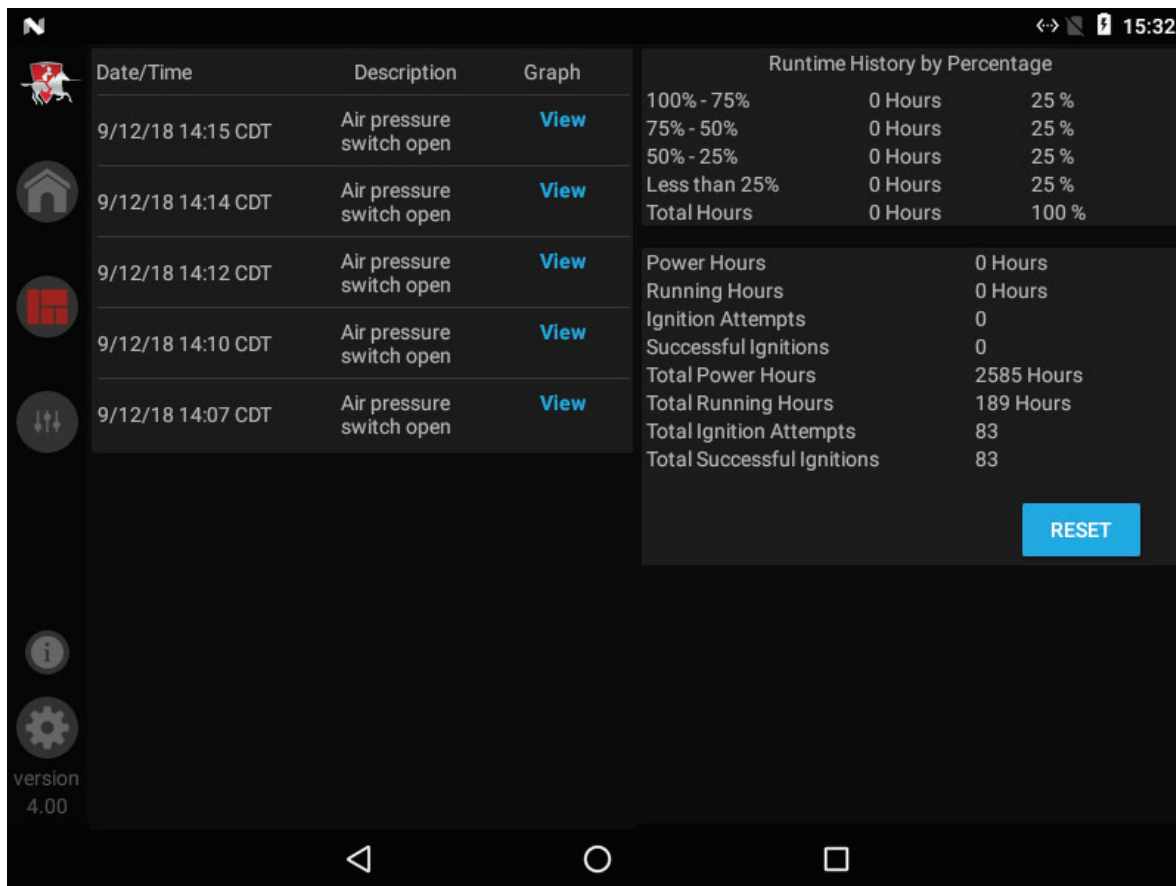 15:32
Date/Time Description Graph
9/12/18 14:15 CDT Air pressure switch open View
9/12/18 14:14 CDT Air pressure switch open View
9/12/18 14:12 CDT Air pressure switch open View
9/12/18 14:10 CDT Air pressure switch open View
9/12/18 14:07 CDT Air pressure switch open View
Runtime History by Percentage
100% - 75% 0 Hours 25 %
75% - 50% 0 Hours 25 %
50% - 25% 0 Hours 25 %
Less than 25% 0 Hours 25 %
Total Hours 0 Hours 100 %
Power Hours 0 Hours
Running Hours 0 Hours
Ignition Attempts 0
Successful Ignitions 0
Total Power Hours 2585 Hours
Total Running Hours 189 Hours
Total Ignition Attempts 83
Total Successful Ignitions 83
RESET
version
4.00